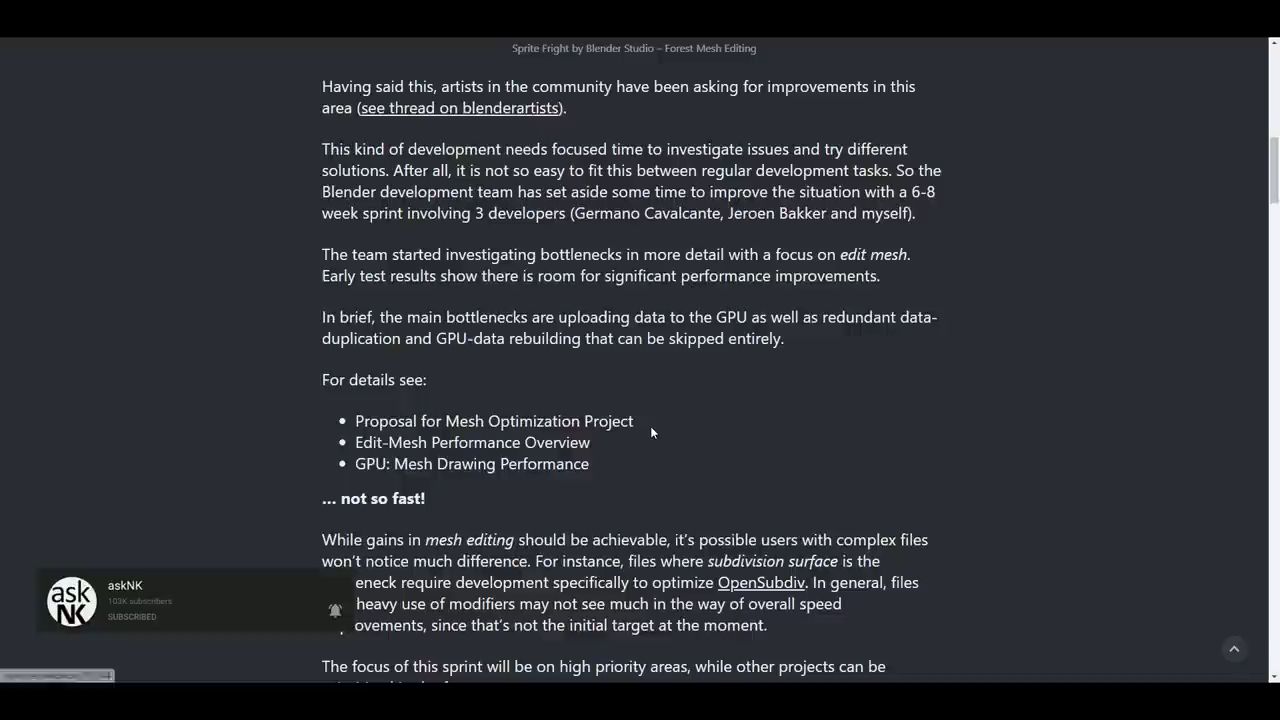 Sprite Fright by Blender Studio – Forest Mesh Editing
Having said this, artists in the community have been asking for improvements in this
area (see thread on blenderartists).
This kind of development needs focused time to investigate issues and try different
solutions. After all, it is not so easy to fit this between regular development tasks. So the
Blender development team has set aside some time to improve the situation with a 6-8
week sprint involving 3 developers (Germano Cavalcante, Jeroen Bakker and myself).
The team started investigating bottlenecks in more detail with a focus on edit mesh.
Early test results show there is room for significant performance improvements.
In brief, the main bottlenecks are uploading data to the GPU as well as redundant data-
duplication and GPU-data rebuilding that can be skipped entirely.
For details see:
• Proposal for Mesh Optimization Project
• Edit-Mesh Performance Overview
• GPU: Mesh Drawing Performance
… not so fast!
While gains in mesh editing should be achievable, it's possible users with complex files
won't notice much difference. For instance, files where subdivision surface is the
eneck require development specifically to optimize OpenSubdiv. In general, files
heavy use of modifiers may not see much in the way of overall speed
ovements, since that's not the initial target at the moment.
The focus of this sprint will be on high priority areas, while other projects can be
ask
NK
askNK
103K subscribers
SUBSCRIBED